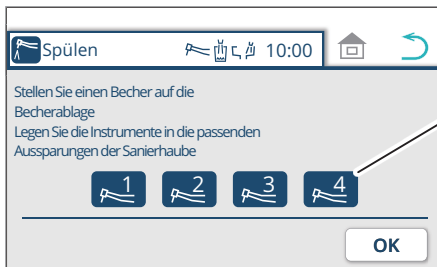 Spülen 10:00
Stellen Sie einen Becher auf die
Becherablage
Legen Sie die Instrumente in die passenden
Aussparungen der Sanierhaube
1 2 3 4
OK